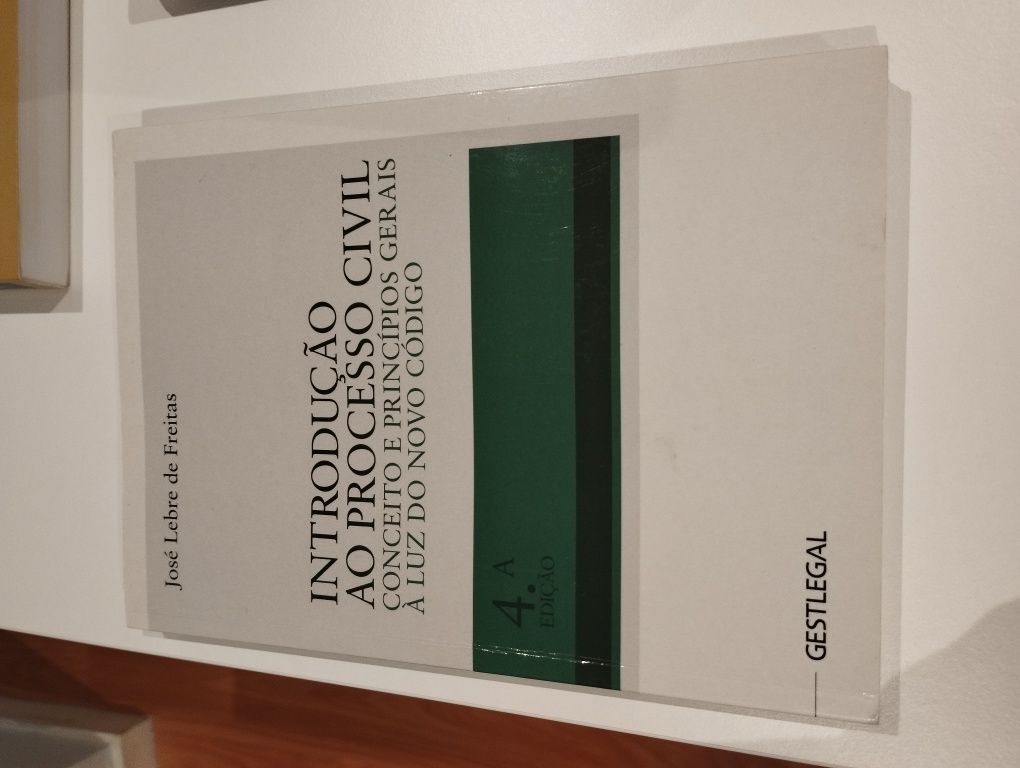 José Lebre de Freitas
INTRODUÇÃO
AO PROCESSO CIVIL
CONCEITO E PRINCÍPIOS GERAIS
À LUZ DO NOVO CÓDIGO
4.A
EDIÇÃO
GESTLEGAL